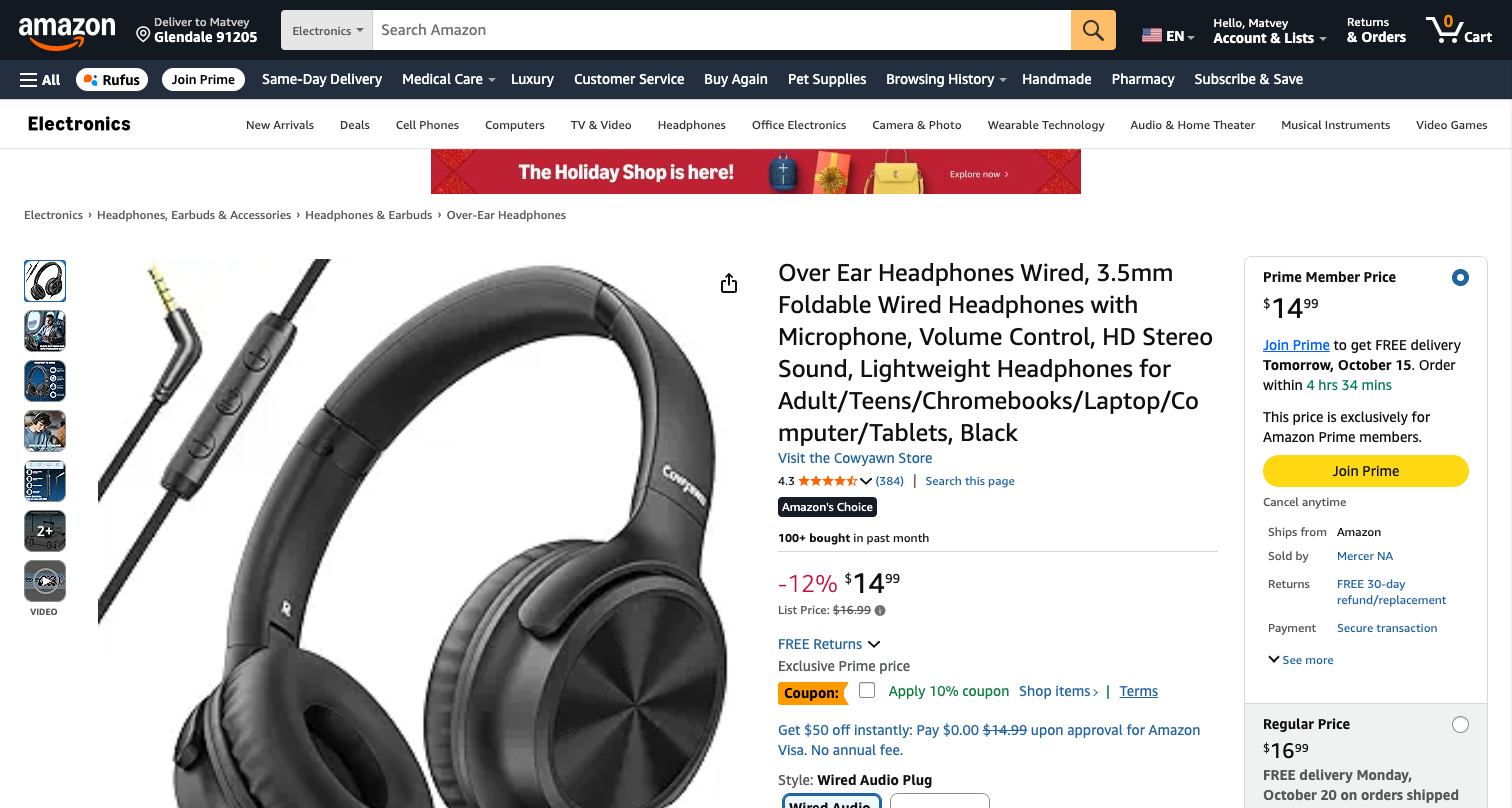 amazon
Deliver to Matvey
Glendale 91205
Electronics
Search Amazon
EN
Hello, Matvey
Account & Lists
Returns
& Orders
0
Cart
All
Rufus
Join Prime
Same-Day Delivery
Medical Care
Luxury
Customer Service
Buy Again
Pet Supplies
Browsing History
Handmade
Pharmacy
Subscribe & Save
Electronics
New Arrivals
Deals
Cell Phones
Computers
TV & Video
Headphones
Office Electronics
Camera & Photo
Wearable Technology
Audio & Home Theater
Musical Instruments
Video Games
The Holiday Shop is here!
Explore now ›
Electronics › Headphones, Earbuds & Accessories › Headphones & Earbuds › Over-Ear Headphones
2+
VIDEO
Cowyawn
R
Over Ear Headphones Wired, 3.5mm
Foldable Wired Headphones with
Microphone, Volume Control, HD Stereo
Sound, Lightweight Headphones for
Adult/Teens/Chromebooks/Laptop/Co
mputer/Tablets, Black
Visit the Cowyawn Store
4.3 (384) | Search this page
Amazon's Choice
100+ bought in past month
-12% $14.99
List Price: $16.99
FREE Returns
Exclusive Prime price
Coupon: Apply 10% coupon Shop items › | Terms
Get $50 off instantly: Pay $0.00 $14.99 upon approval for Amazon
Visa. No annual fee.
Style: Wired Audio Plug
Wired Audio
Prime Member Price
$14.99
Join Prime to get FREE delivery
Tomorrow, October 15. Order
within 4 hrs 34 mins
This price is exclusively for
Amazon Prime members.
Join Prime
Cancel anytime
Ships from Amazon
Sold by Mercer NA
Returns FREE 30-day
refund/replacement
Payment Secure transaction
See more
Regular Price
$16.99
FREE delivery Monday,
October 20 on orders shipped